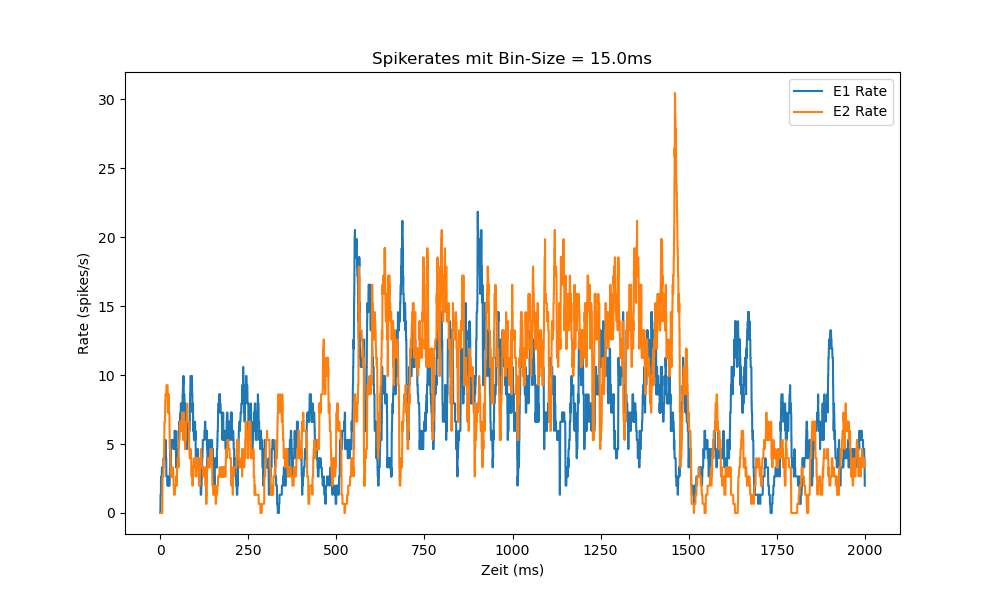 Spikerates mit Bin-Size = 15.0ms
E1 Rate
E2 Rate
30
25
20
15
10
5
0
Rate (spikes/s)
0 250 500 750 1000 1250 1500 1750 2000
Zeit (ms)